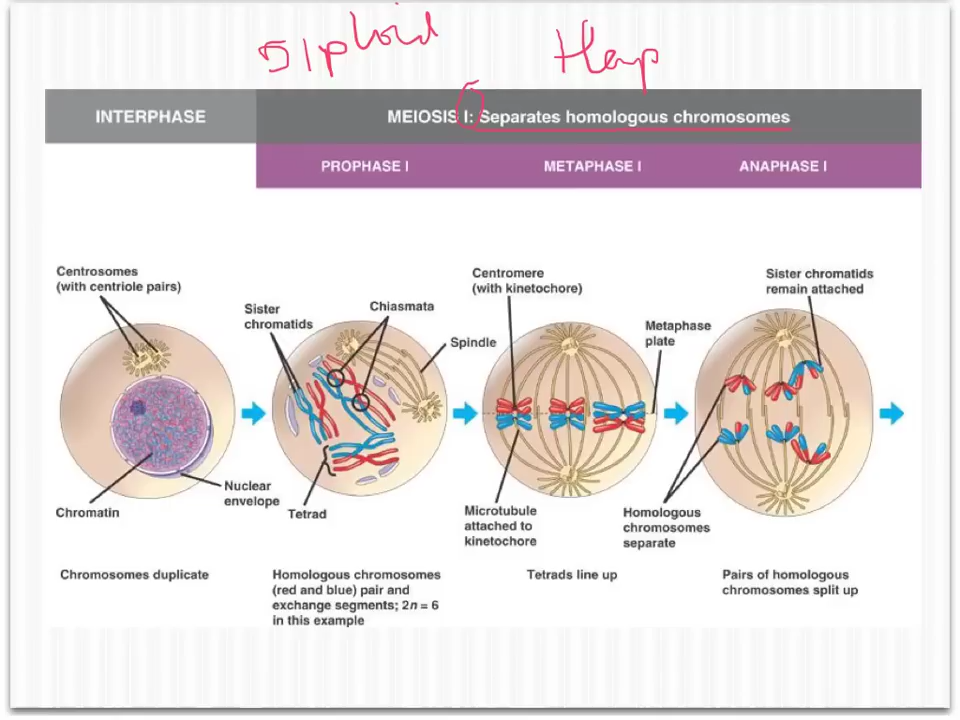 Diploid Hap
INTERPHASE
MEIOSIS I: Separates homologous chromosomes
PROPHASE I
METAPHASE I
ANAPHASE I
Centrosomes
(with centriole pairs)
Chromatin
Nuclear
envelope
Chromosomes duplicate
Sister
chromatids
Chiasmata
Spindle
Tetrad
Homologous chromosomes
(red and blue) pair and
exchange segments; 2n = 6
in this example
Centromere
(with kinetochore)
Metaphase
plate
Microtubule
attached to
kinetochore
Tetrads line up
Sister chromatids
remain attached
Homologous
chromosomes
separate
Pairs of homologous
chromosomes split up